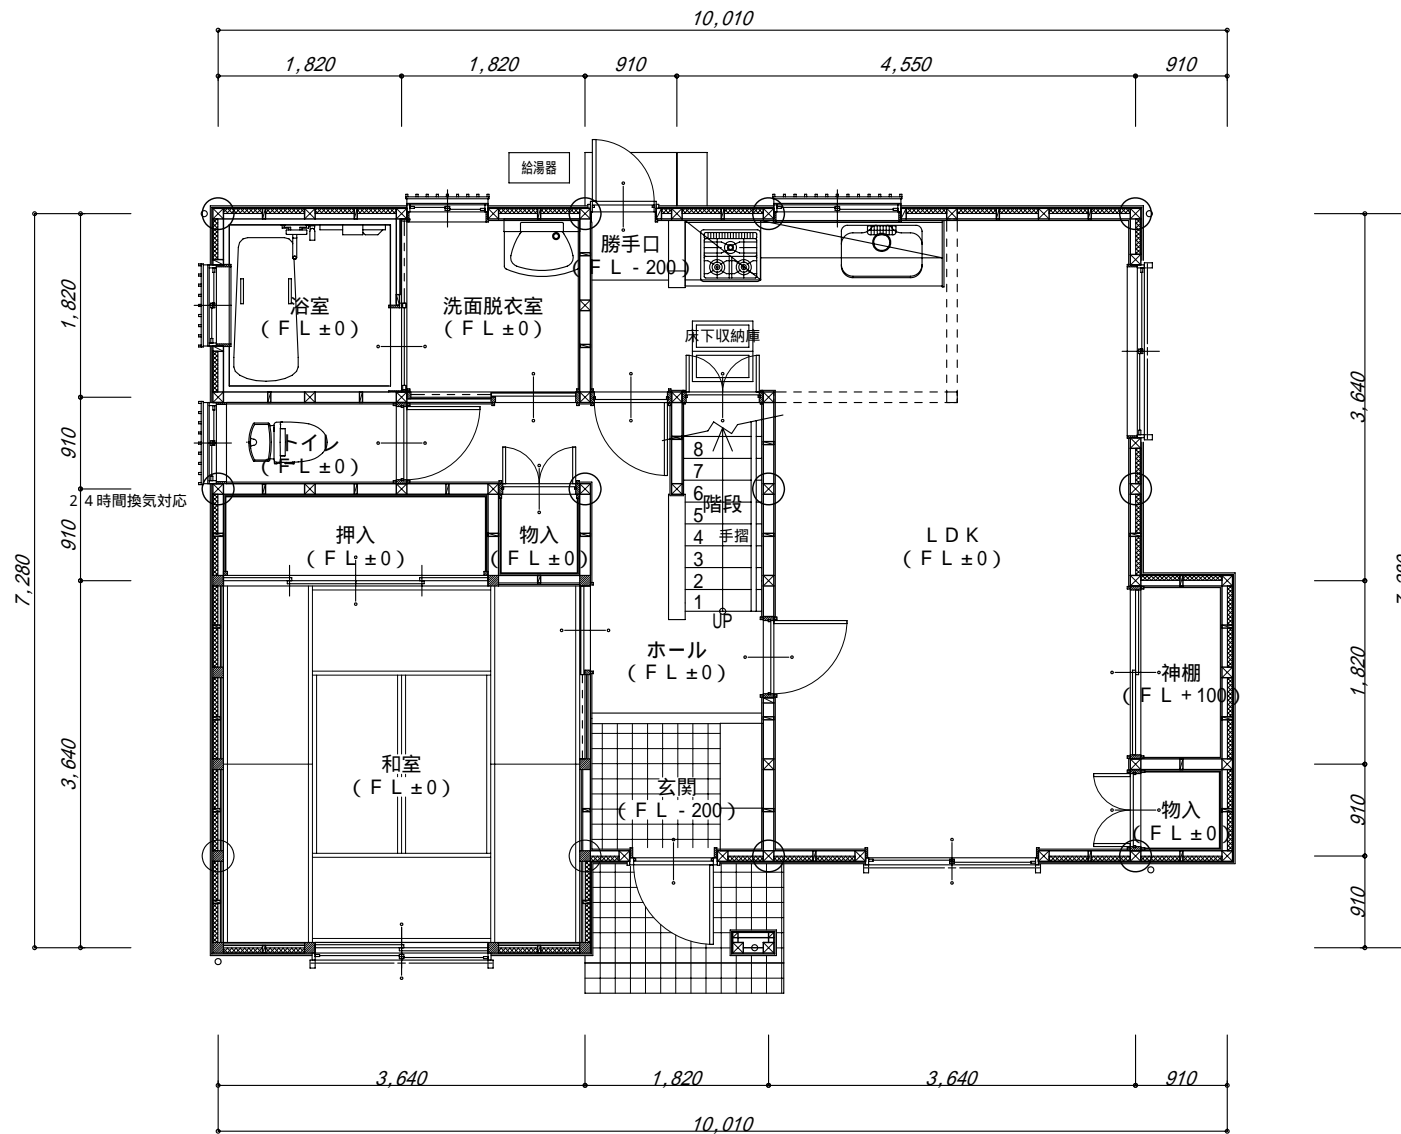 10,010
1,820
1,820
910
4,550
910
給湯器
勝手口
(ＦＬ-200)
浴室
(ＦＬ±0)
洗面脱衣室
(ＦＬ±0)
床下収納庫
トイレ
(ＦＬ±0)
24時間換気対応
押入
(ＦＬ±0)
物入
(ＦＬ±0)
8
7
6
5
4
3
2
1
階段
手摺
UP
ＬＤＫ
(ＦＬ±0)
ホール
(ＦＬ±0)
神棚
(ＦＬ+100)
和室
(ＦＬ±0)
玄関
(ＦＬ-200)
物入
(ＦＬ±0)
1,820
910
910
3,640
7,280
3,640
1,820
910
910
3,640
1,820
3,640
910
10,010